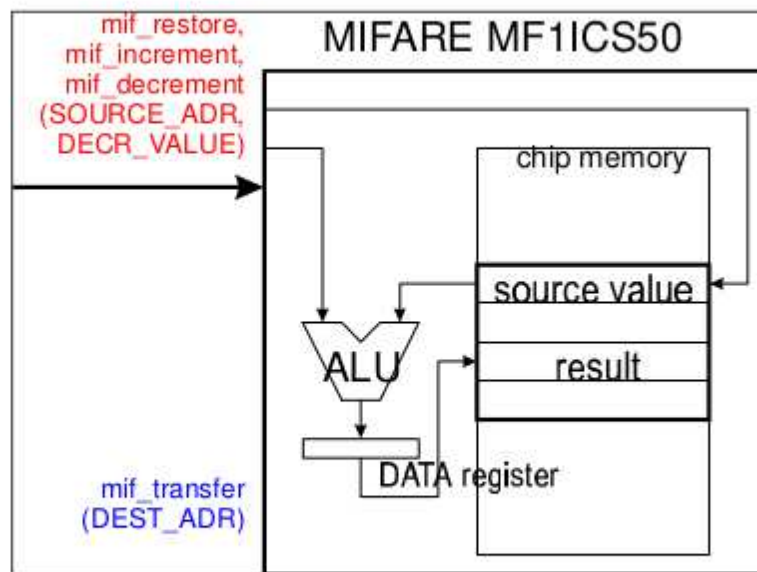 mif_restore,
mif_increment,
mif_decrement
(SOURCE_ADR,
DECR_VALUE)
MIFARE MF1ICS50
chip memory
source value
ALU
result
DATA register
mif_transfer
(DEST_ADR)